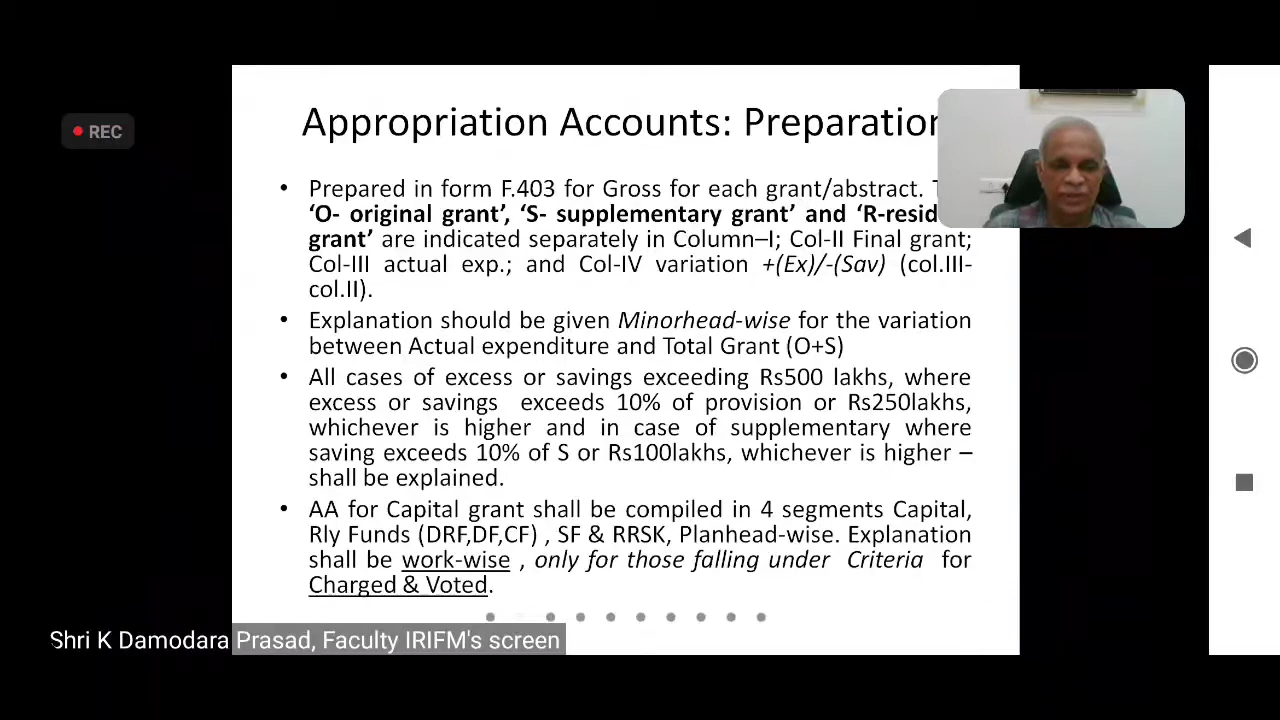 REC
Appropriation Accounts: Preparation
• Prepared in form F.403 for Gross for each grant/abstract.
‘O- original grant’, ‘S- supplementary grant’ and ‘R-resid
grant’ are indicated separately in Column–I; Col-II Final grant;
Col-III actual exp.; and Col-IV variation +(Ex)/-(Sav) (col.III-
col.II).
• Explanation should be given Minorhead-wise for the variation
between Actual expenditure and Total Grant (O+S)
• All cases of excess or savings exceeding Rs500 lakhs, where
excess or savings exceeds 10% of provision or Rs250lakhs,
whichever is higher and in case of supplementary where
saving exceeds 10% of S or Rs100lakhs, whichever is higher –
shall be explained.
• AA for Capital grant shall be compiled in 4 segments Capital,
Rly Funds (DRF,DF,CF) , SF & RRSK, Planhead-wise. Explanation
shall be work-wise , only for those falling under Criteria for
Charged & Voted.
Shri K Damodara Prasad, Faculty IRIFM's screen